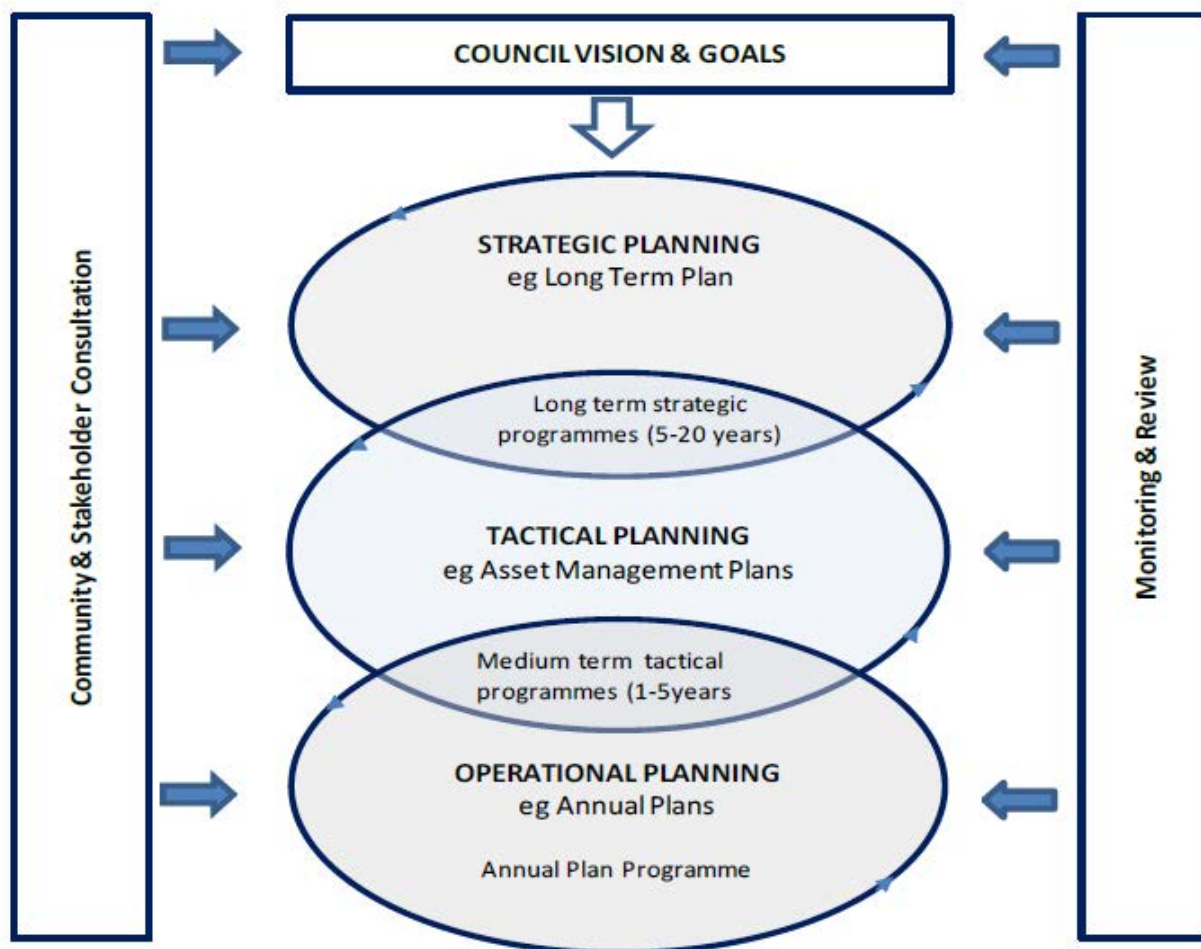 COUNCIL VISION & GOALS
Community & Stakeholder Consultation
STRATEGIC PLANNING
eg Long Term Plan
Long term strategic
programmes (5-20 years)
TACTICAL PLANNING
eg Asset Management Plans
Medium term tactical
programmes (1-5years
OPERATIONAL PLANNING
eg Annual Plans
Annual Plan Programme
Monitoring & Review